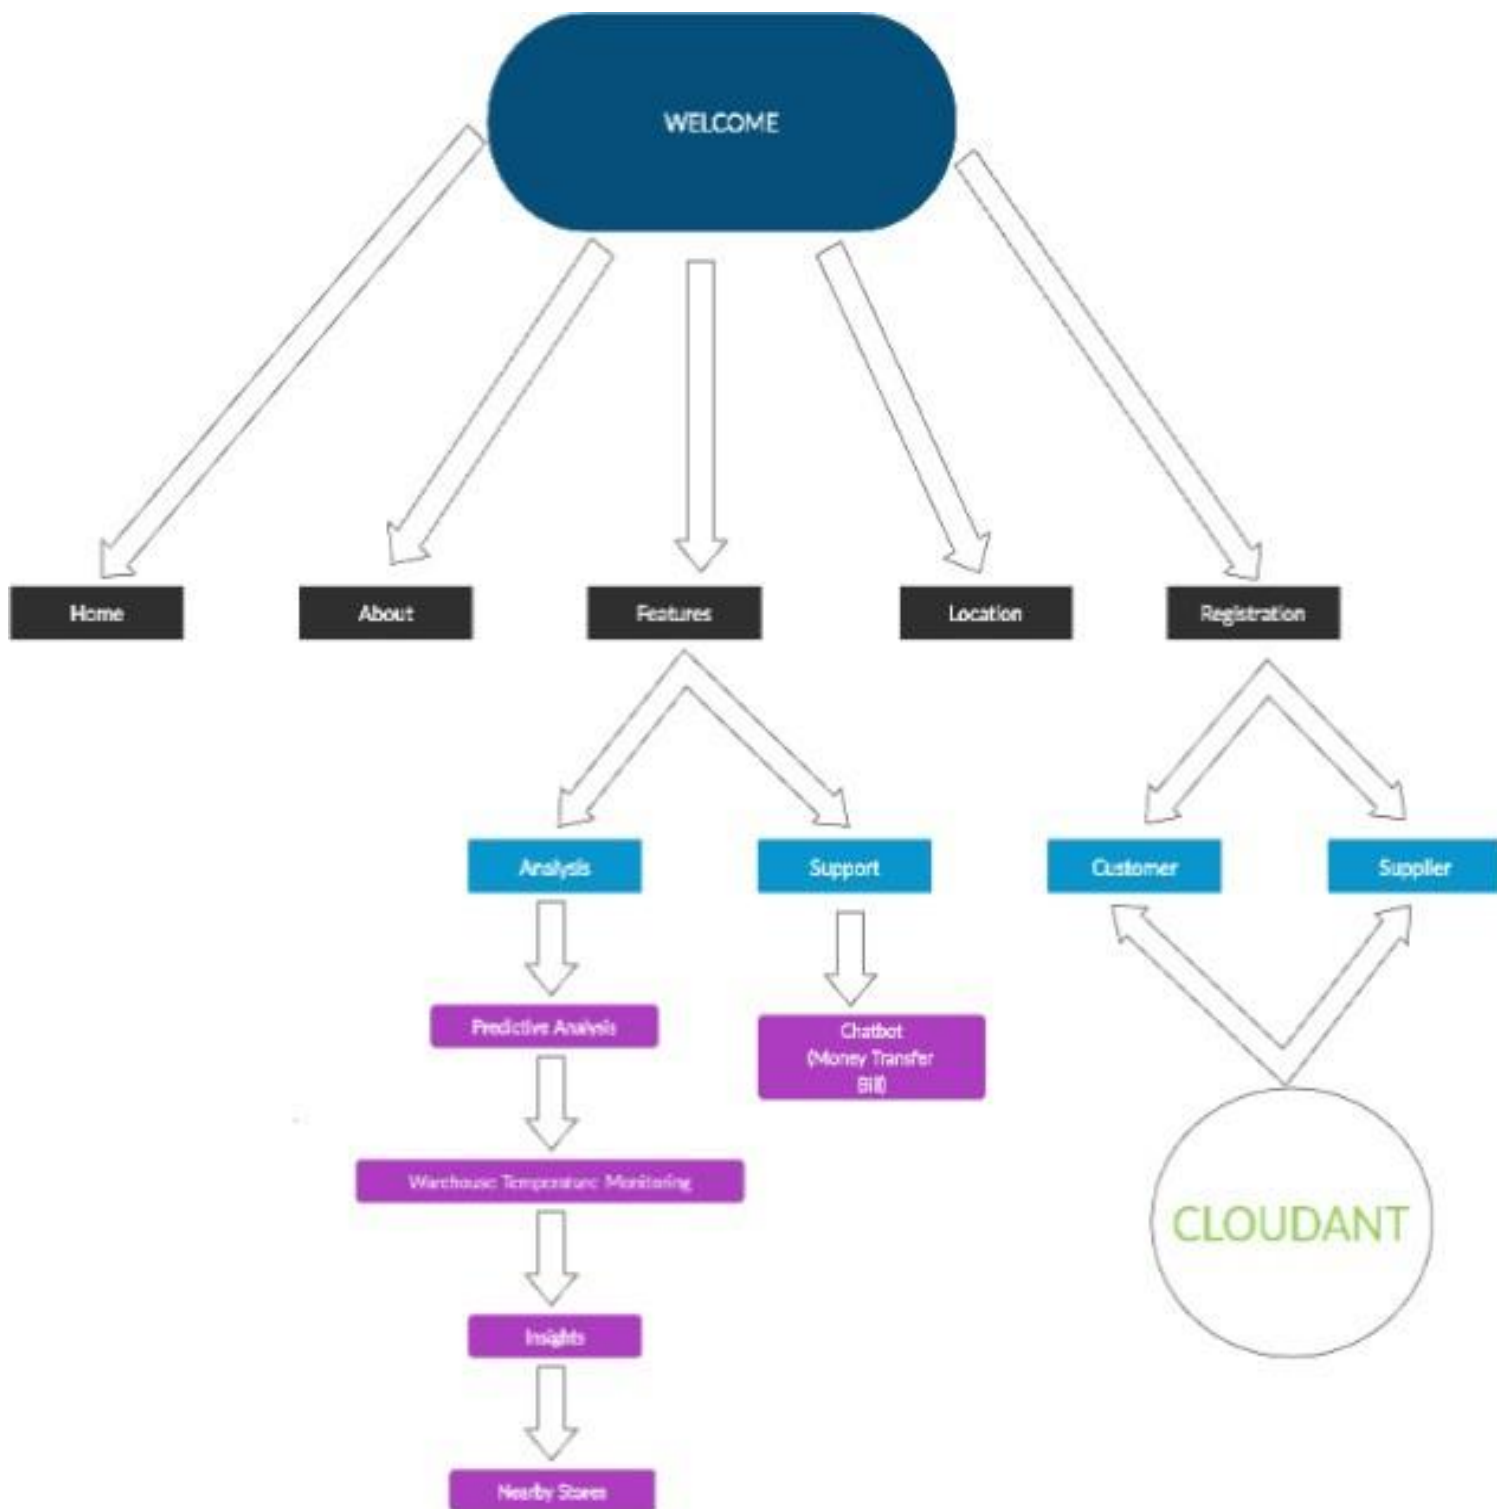 WELCOME
Home
About
Features
Location
Registration
Analysis
Support
Customer
Supplier
Predictive Analysis
Chatbot
(Money Transfer
Bill)
Warehouse Temperature Monitoring
CLOUDANT
Insights
Nearby Stores